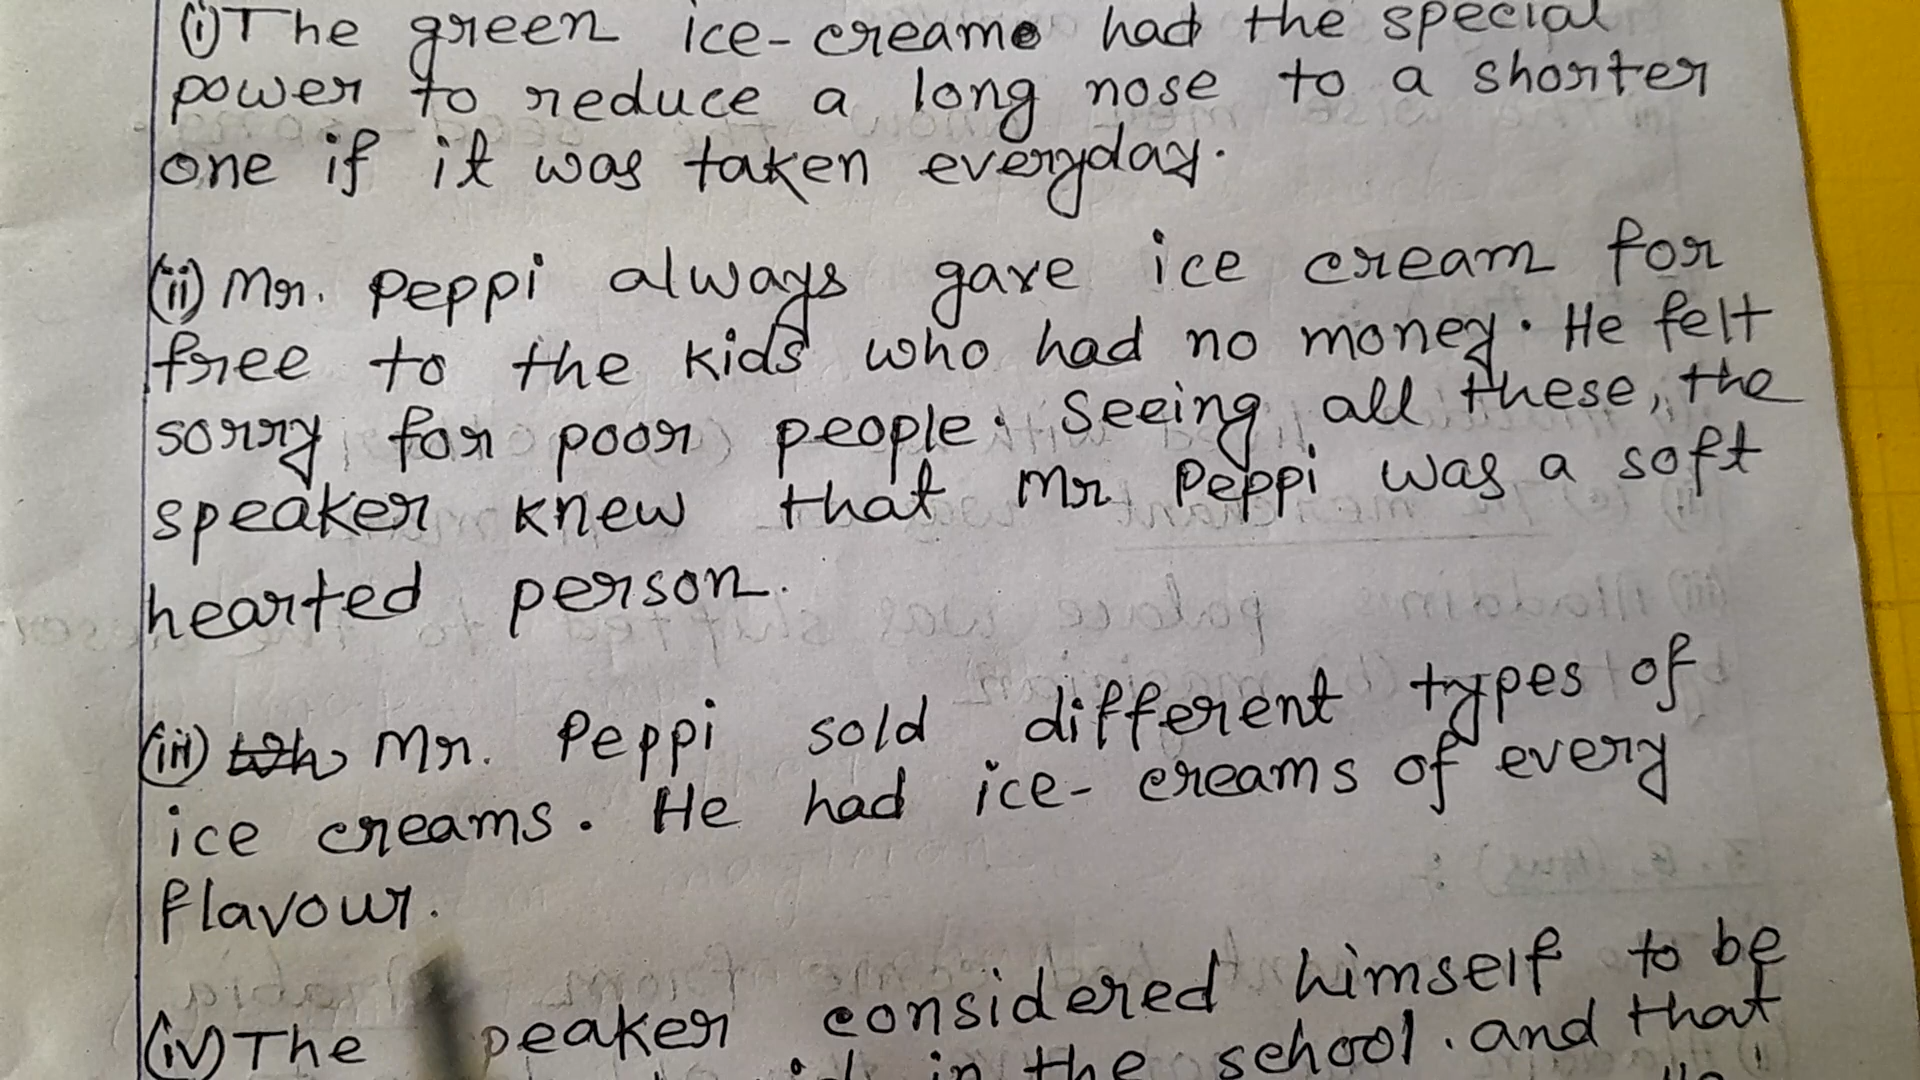 (i) The green ice-creame had the special
power to reduce a long nose to a shorter
one if it was taken everyday.
(ii) Mr. Peppi always gave ice cream for
free to the kids who had no money. He felt
sorry for poor people. Seeing all these, the
speaker knew that Mr Peppi was a soft
hearted person.
(iii) Mr. Peppi sold different types of
ice creams. He had ice-creams of every
flavour.
(iv) The peaker considered himself to be
in the school. and that